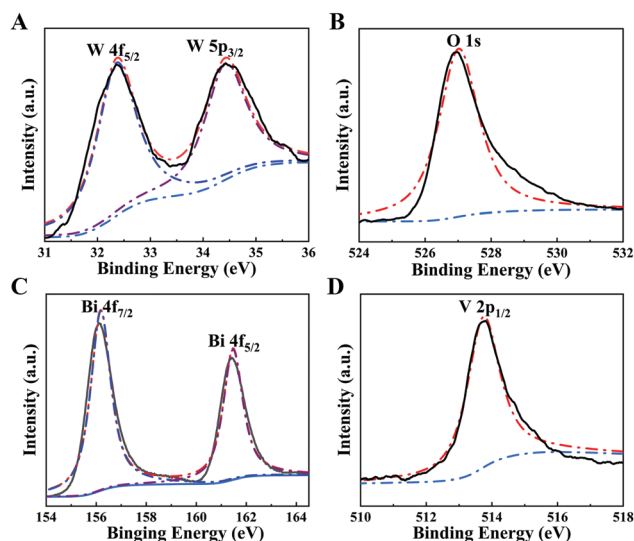 A
W 4f5/2
W 5p3/2
Intensity (a.u.)
31 32 33 34 35 36
Binding Energy (eV)
B
O 1s
Intensity (a.u.)
524 526 528 530 532
Binding Energy (eV)
C
Bi 4f7/2
Bi 4f5/2
Intensity (a.u.)
154 156 158 160 162 164
Binging Energy (eV)
D
V 2p1/2
Intensity (a.u.)
510 512 514 516 518
Binding Energy (eV)